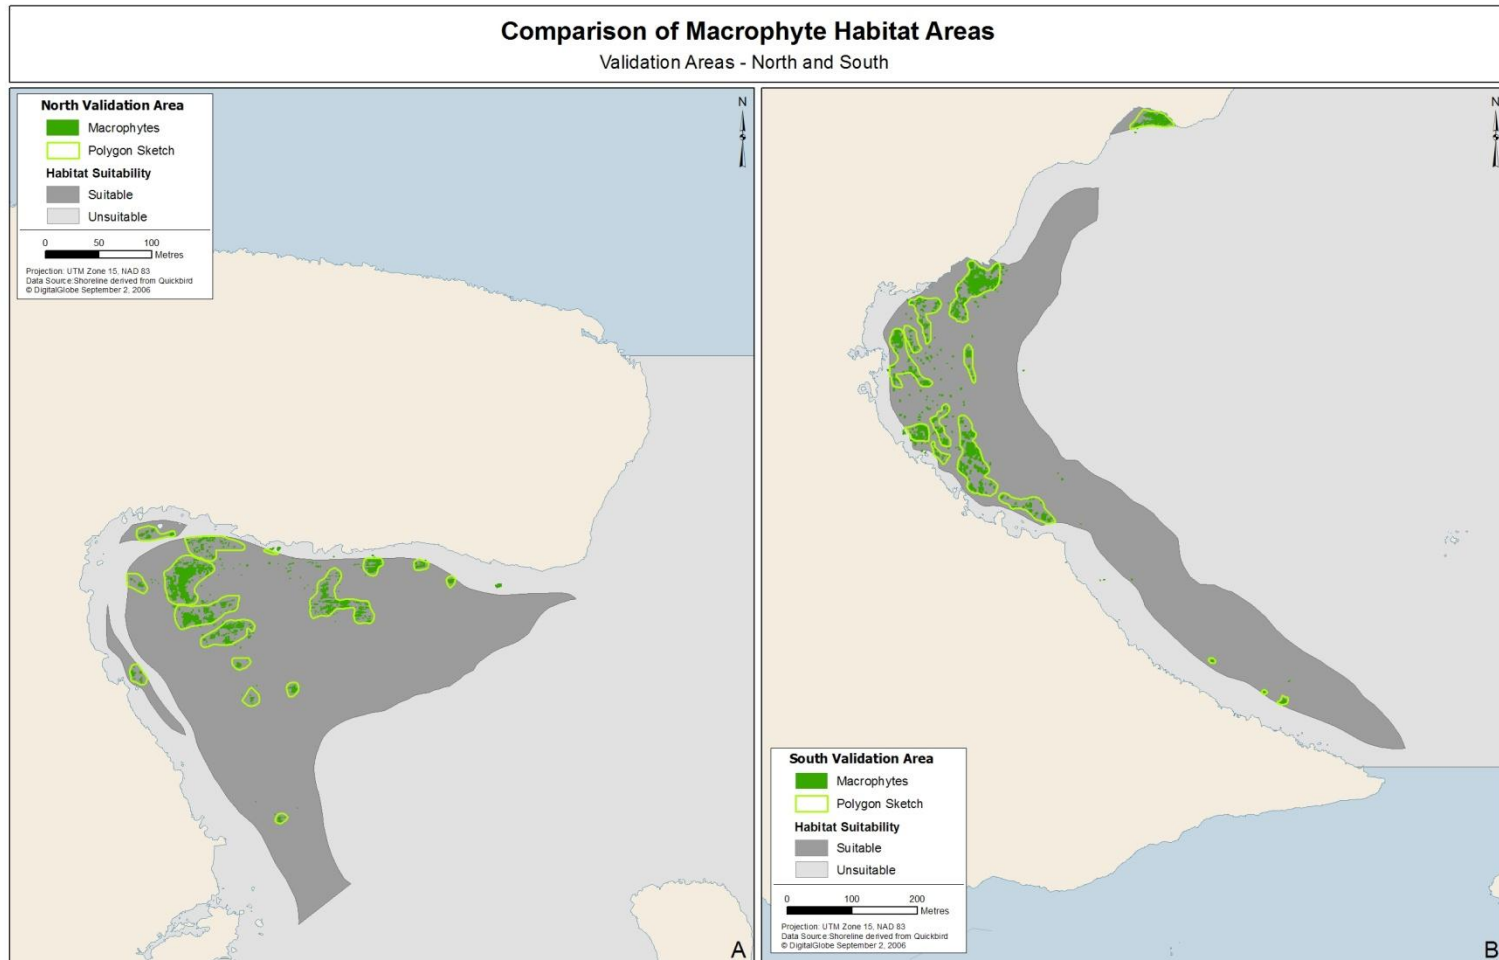 Comparison of Macrophyte Habitat Areas
Validation Areas - North and South
North Validation Area
Macrophytes
Polygon Sketch
Habitat Suitability
Suitable
Unsuitable
0 50 100
Metres
Projection: UTM Zone 15, NAD 83
Data Source:Shoreline derived from Quickbird
© DigitalGlobe September 2, 2006
N
A
N
South Validation Area
Macrophytes
Polygon Sketch
Habitat Suitability
Suitable
Unsuitable
0 100 200
Metres
Projection: UTM Zone 15, NAD 83
Data Source:Shoreline derived from Quickbird
© DigitalGlobe September 2, 2006
B